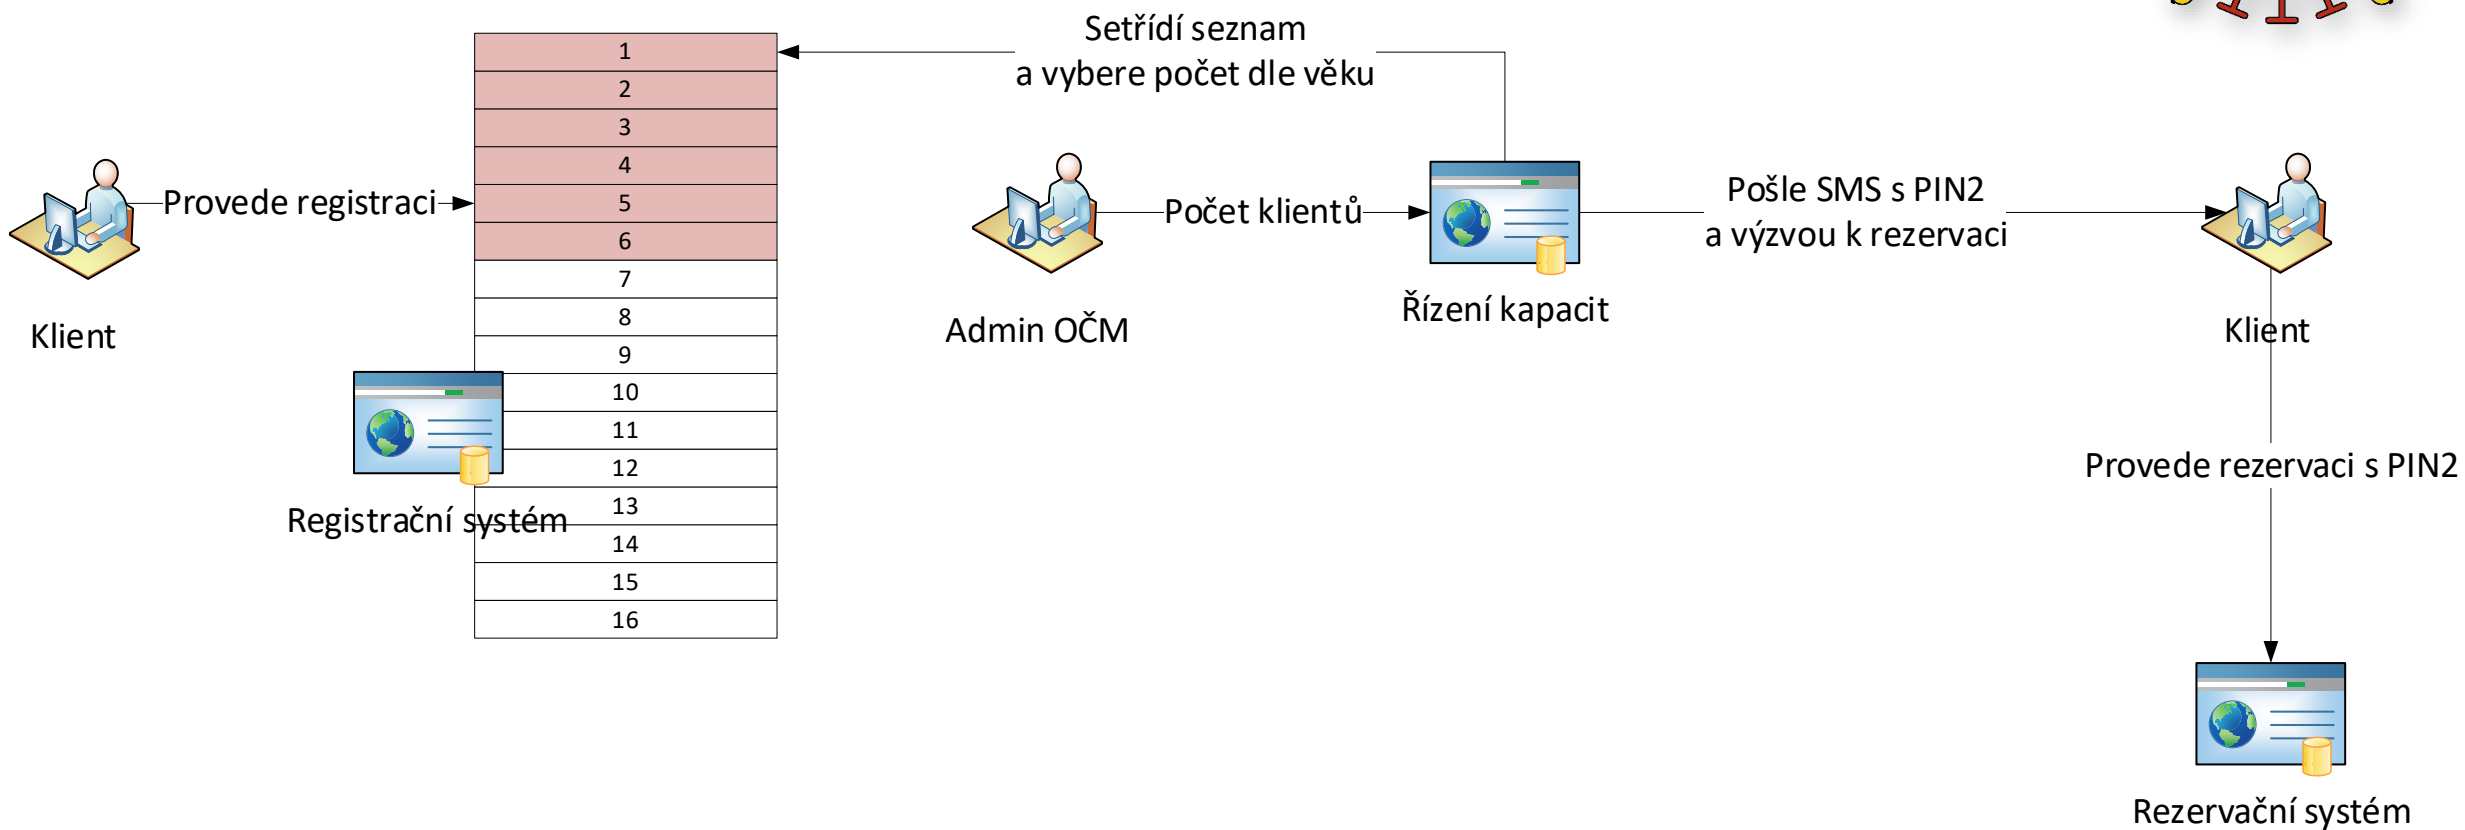 Setřídí seznam
a vybere počet dle věku
1
2
3
4
5
6
7
8
9
10
11
12
13
14
15
16
Provede registraci
Klient
Registrační systém
Počet klientů
Admin OČM
Řízení kapacit
Pošle SMS s PIN2
a výzvou k rezervaci
Klient
Provede rezervaci s PIN2
Rezervační systém